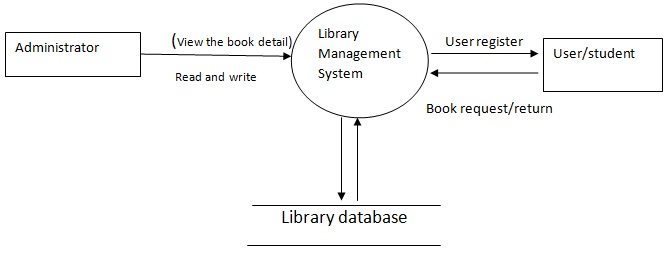 Administrator
(View the book detail)
Read and write
Library
Management
System
User register
User/student
Book request/return
Library database